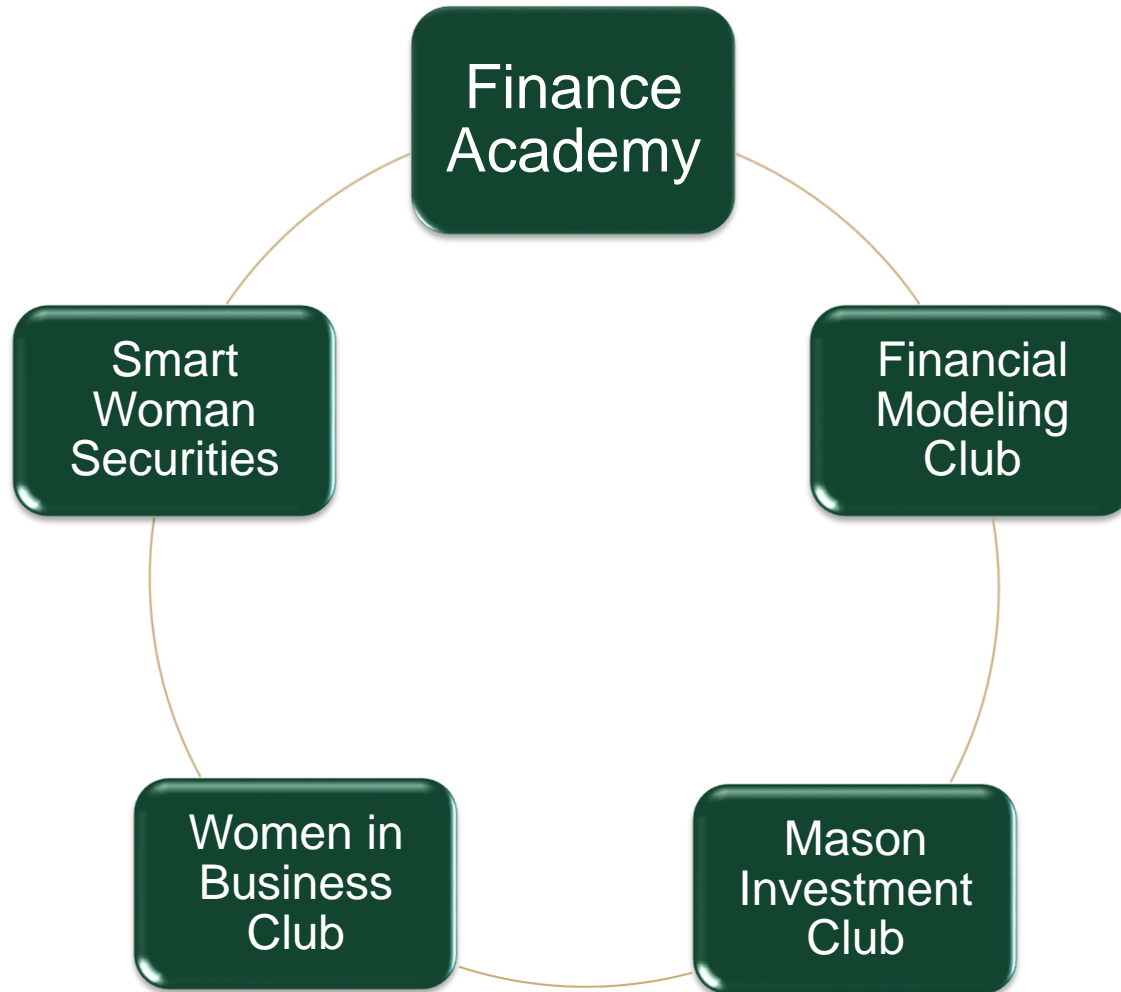 Finance
Academy
Smart
Woman
Securities
Financial
Modeling
Club
Women in
Business
Club
Mason
Investment
Club